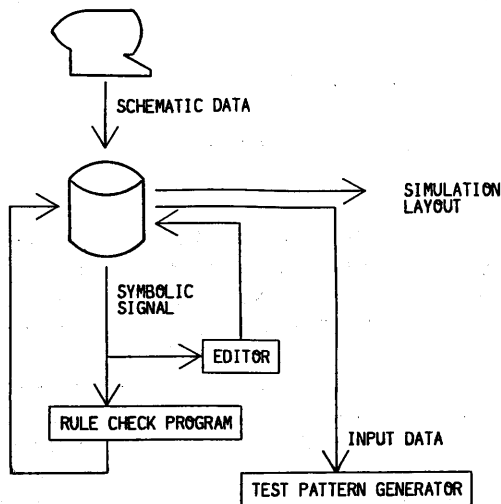 SCHEMATIC DATA
SIMULATION
LAYOUT
SYMBOLIC
SIGNAL
EDITOR
RULE CHECK PROGRAM
INPUT DATA
TEST PATTERN GENERATOR